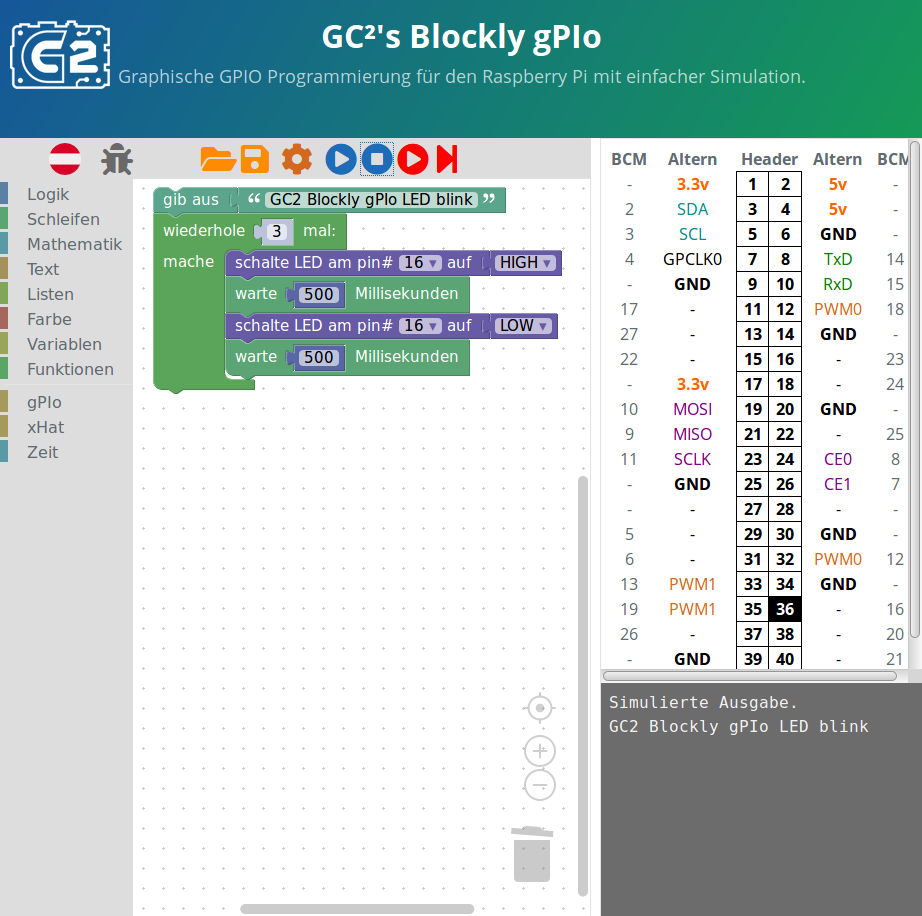 GC2
GC²'s Blockly gPIo
Graphische GPIO Programmierung für den Raspberry Pi mit einfacher Simulation.
Logik
Schleifen
Mathematik
Text
Listen
Farbe
Variablen
Funktionen
gPIo
xHat
Zeit
gib aus “ GC2 Blockly gPIo LED blink ”
wiederhole 3 mal:
mache schalte LED am pin# 16 ▾ auf HIGH ▾
warte 500 Millisekunden
schalte LED am pin# 16 ▾ auf LOW ▾
warte 500 Millisekunden
BCM Altern Header Altern BCM
- 3.3v 1 2 5v -
2 SDA 3 4 5v -
3 SCL 5 6 GND -
4 GPCLK0 7 8 TxD 14
- GND 9 10 RxD 15
17 - 11 12 PWM0 18
27 - 13 14 GND -
22 - 15 16 - 23
- 3.3v 17 18 - 24
10 MOSI 19 20 GND -
9 MISO 21 22 - 25
11 SCLK 23 24 CE0 8
- GND 25 26 CE1 7
- - 27 28 - -
5 - 29 30 GND -
6 - 31 32 PWM0 12
13 PWM1 33 34 GND -
19 PWM1 35 36 - 16
26 - 37 38 - 20
- GND 39 40 - 21
Simulierte Ausgabe.
GC2 Blockly gPIo LED blink